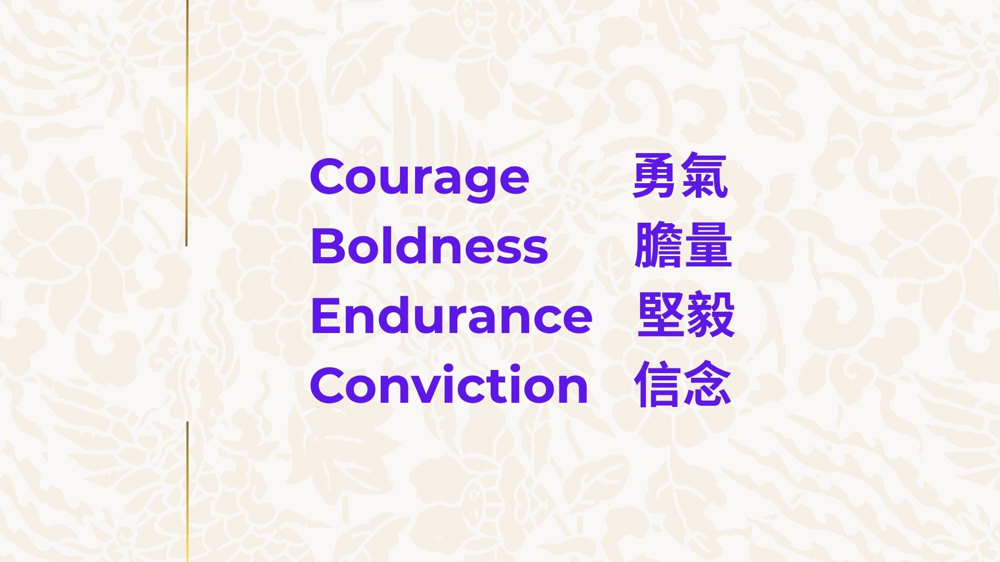 Courage 勇氣
Boldness 膽量
Endurance 堅毅
Conviction 信念